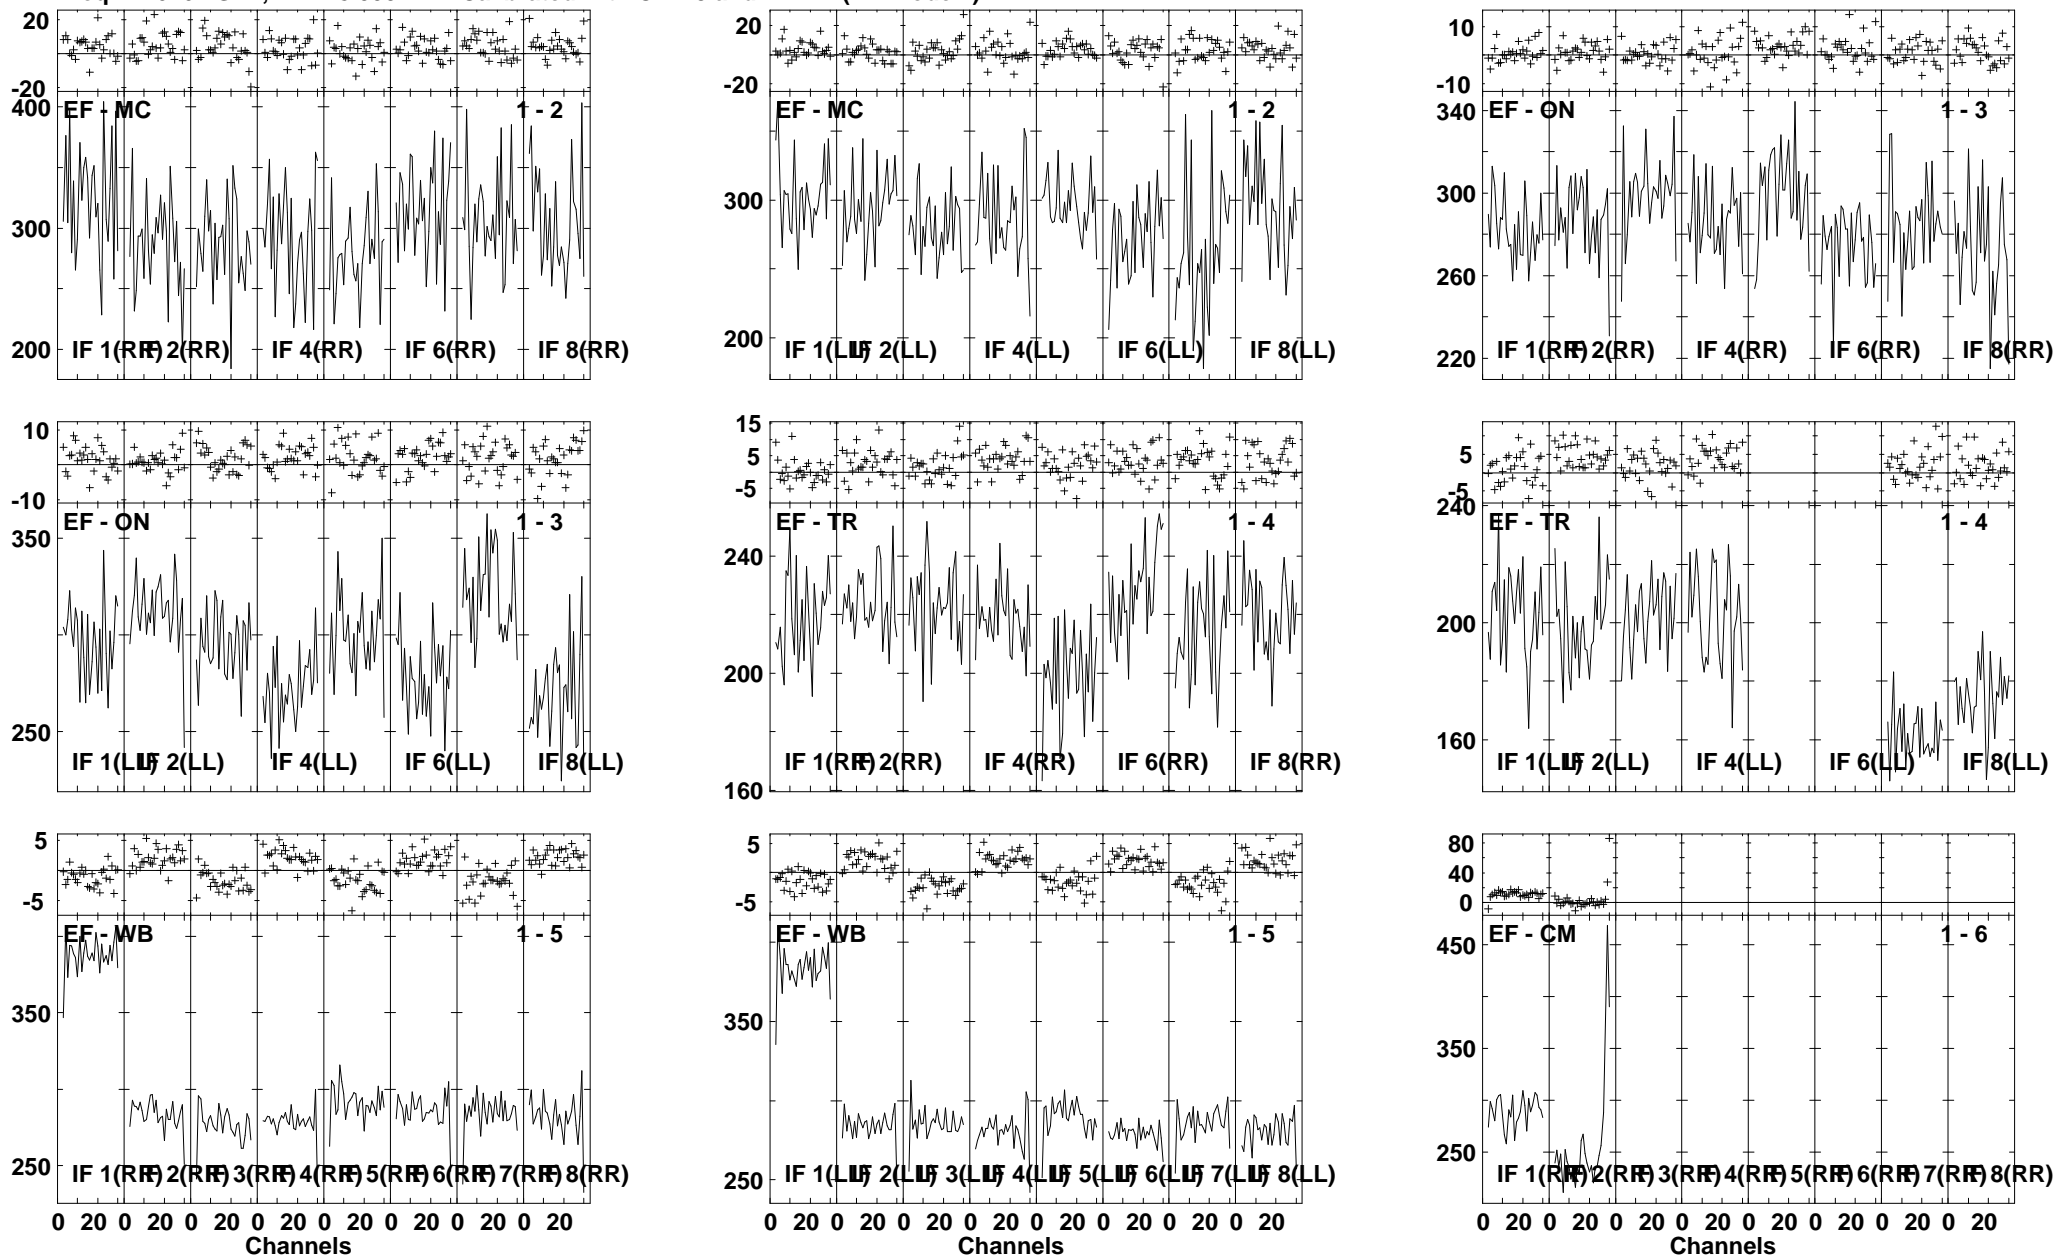 20
0
-20
EF - MC 1 - 2
400
300
200
IF 1(RR) IF 2(RR) IF 4(RR) IF 6(RR) IF 8(RR)
20
0
-20
EF - MC 1 - 2
300
200
IF 1(LL) IF 2(LL) IF 4(LL) IF 6(LL) IF 8(LL)
10
-10
EF - ON 1 - 3
340
300
260
220
IF 1(RR) IF 2(RR) IF 4(RR) IF 6(RR) IF 8(RR)
10
0
-10
EF - ON 1 - 3
350
250
IF 1(LL) IF 2(LL) IF 4(LL) IF 6(LL) IF 8(LL)
15
5
-5
EF - TR 1 - 4
240
200
160
IF 1(RR) IF 2(RR) IF 4(RR) IF 6(RR) IF 8(RR)
5
-5
EF - TR 1 - 4
240
200
160
IF 1(LL) IF 2(LL) IF 4(LL) IF 6(LL) IF 8(LL)
5
-5
EF - WB 1 - 5
350
250
IF 1(RR) IF 2(RR) IF 3(RR) IF 4(RR) IF 5(RR) IF 6(RR) IF 7(RR) IF 8(RR)
0 20 0 20 0 20 0 20 0 20 0 20 0 20 0 20
Channels
5
-5
EF - WB 1 - 5
350
250
IF 1(LL) IF 2(LL) IF 3(LL) IF 4(LL) IF 5(LL) IF 6(LL) IF 7(LL) IF 8(LL)
0 20 0 20 0 20 0 20 0 20 0 20 0 20 0 20
Channels
80
40
0
EF - CM 1 - 6
450
350
250
IF 1(RR) IF 2(RR) IF 3(RR) IF 4(RR) IF 5(RR) IF 6(RR) IF 7(RR) IF 8(RR)
0 20 0 20 0 20 0 20 0 20 0 20 0 20 0 20
Channels